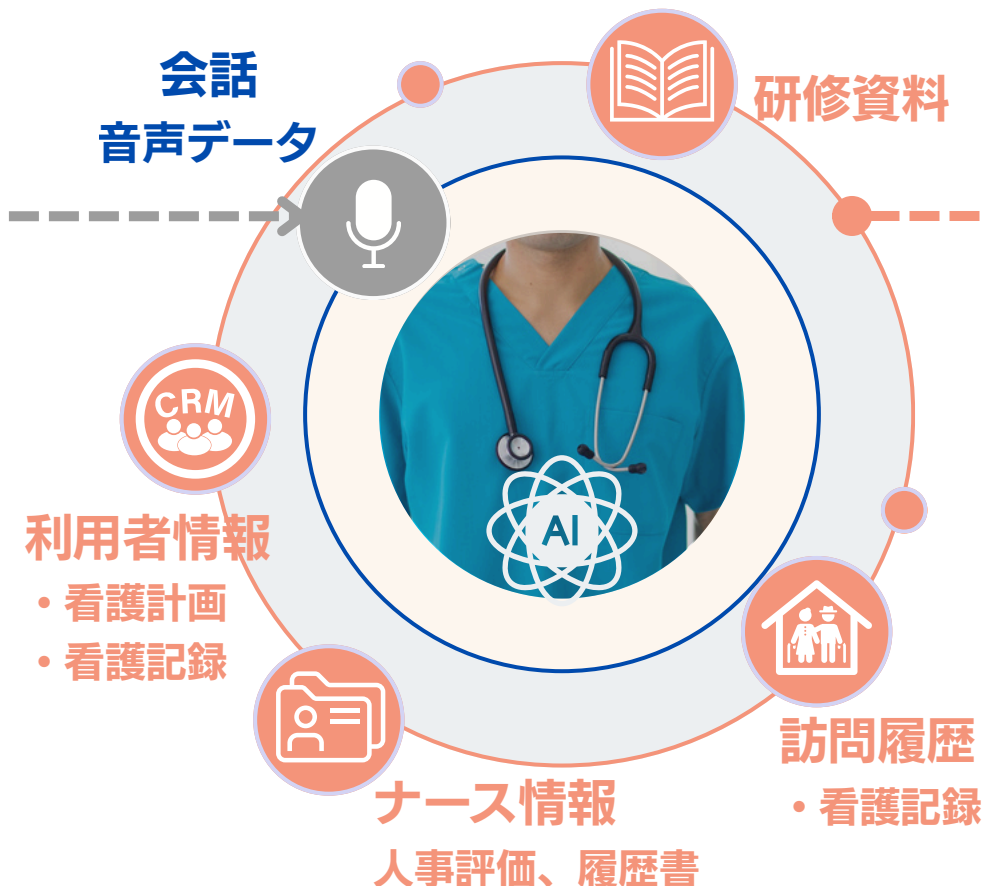 会話
音声データ
研修資料
CRM
利用者情報
・看護計画
・看護記録
AI
訪問履歴
・看護記録
ナース情報
人事評価、履歴書